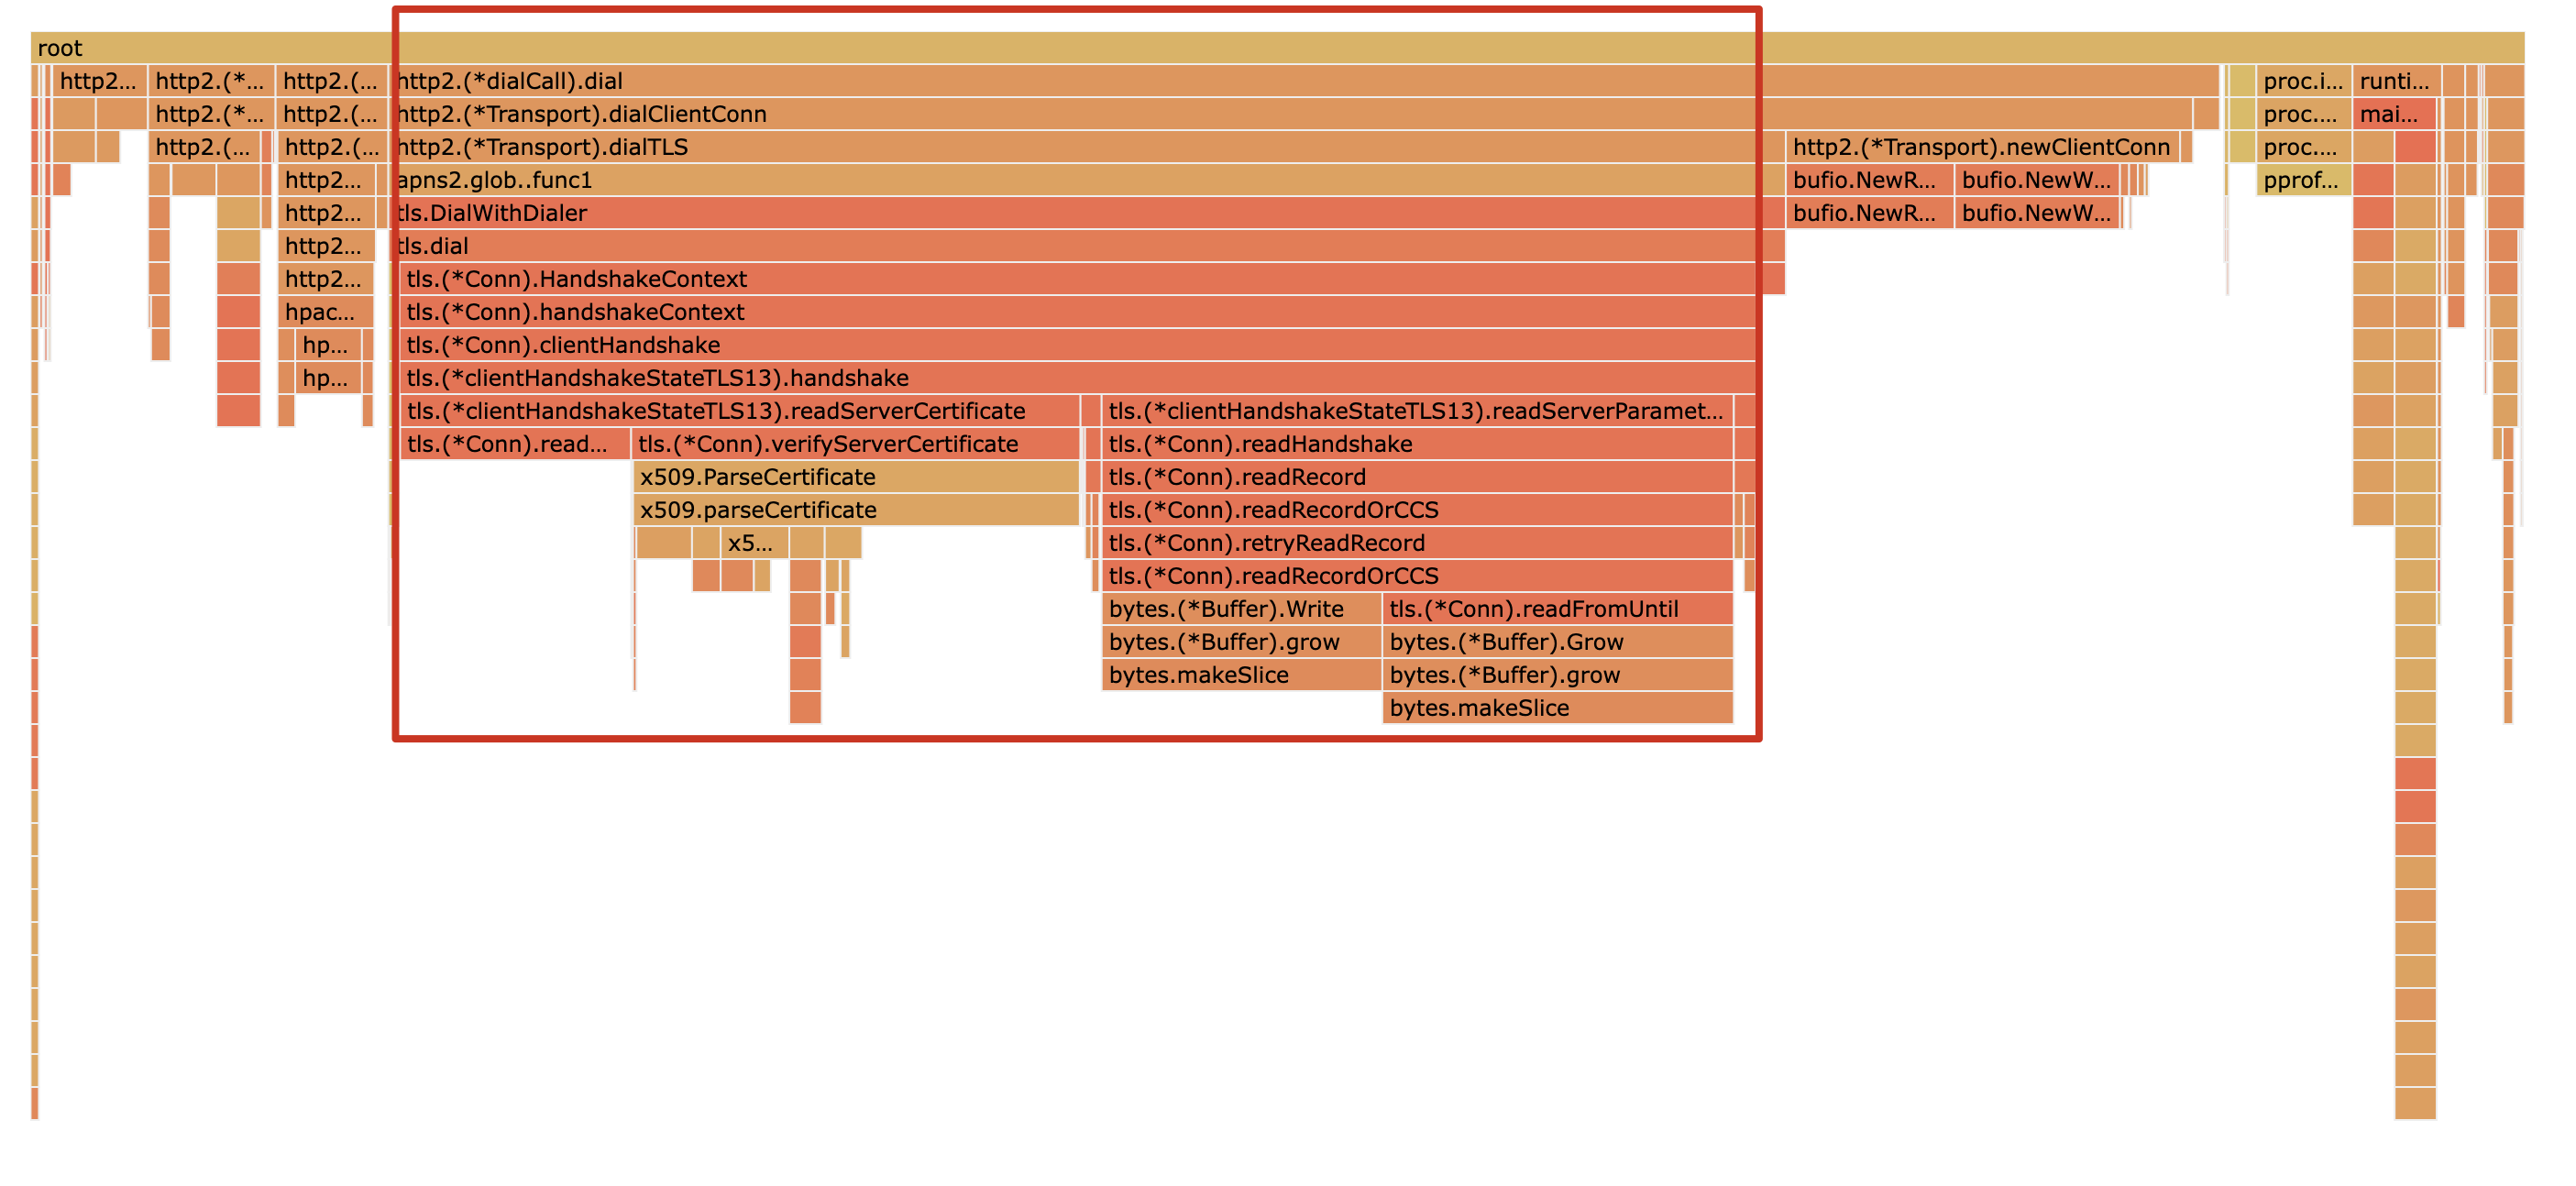 root
http2... http2.(*... http2.(... http2.(*dialCall).dial proc.i... runti...
http2.(*... http2.(... http2.(*Transport).dialClientConn proc.... mai...
http2.(... http2.(... http2.(*Transport).dialTLS http2.(*Transport).newClientConn proc....
http2... apns2.glob..func1 bufio.NewR... bufio.NewW... pprof...
http2... tls.DialWithDialer bufio.NewR... bufio.NewW...
http2... tls.dial
http2... tls.(*Conn).HandshakeContext
hpac... tls.(*Conn).handshakeContext
hp... tls.(*Conn).clientHandshake
hp... tls.(*clientHandshakeStateTLS13).handshake
tls.(*clientHandshakeStateTLS13).readServerCertificate tls.(*clientHandshakeStateTLS13).readServerParamet...
tls.(*Conn).read... tls.(*Conn).verifyServerCertificate tls.(*Conn).readHandshake
x509.ParseCertificate tls.(*Conn).readRecord
x509.parseCertificate tls.(*Conn).readRecordOrCCS
x5... tls.(*Conn).retryReadRecord
tls.(*Conn).readRecordOrCCS
bytes.(*Buffer).Write tls.(*Conn).readFromUntil
bytes.(*Buffer).grow bytes.(*Buffer).Grow
bytes.makeSlice bytes.(*Buffer).grow
bytes.makeSlice